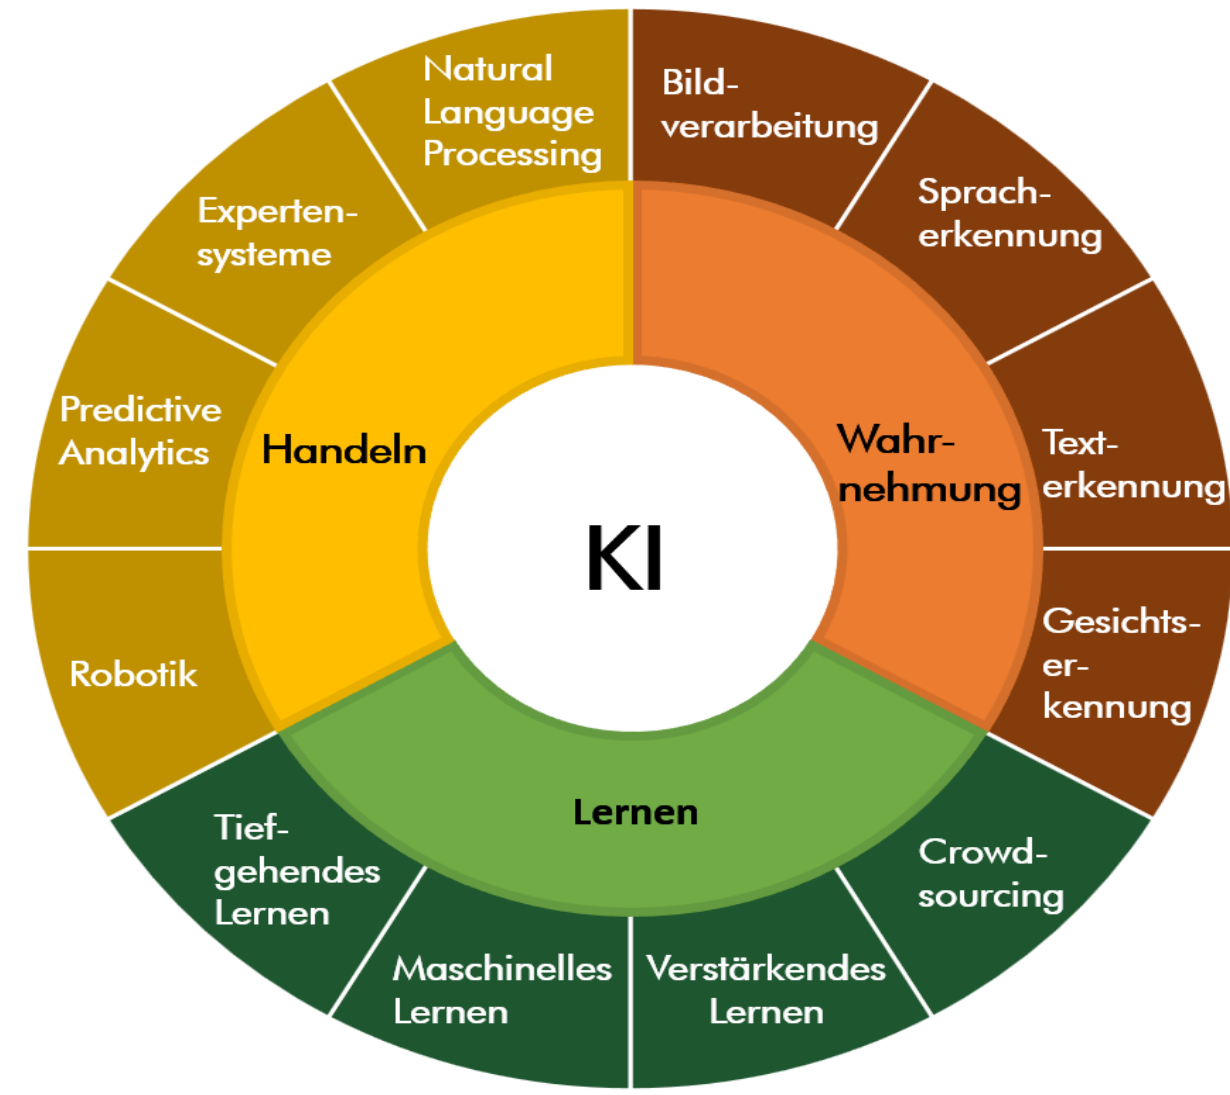 Natural
Language
Processing
Bild-
verarbeitung
Sprach-
erkennung
Experten-
systeme
Predictive
Analytics
Handeln
Wahr-
nehmung
Text-
erkennung
KI
Gesichts-
er-
kennung
Robotik
Lernen
Tief-
gehendes
Lernen
Crowd-
sourcing
Maschinelles
Lernen
Verstärkendes
Lernen